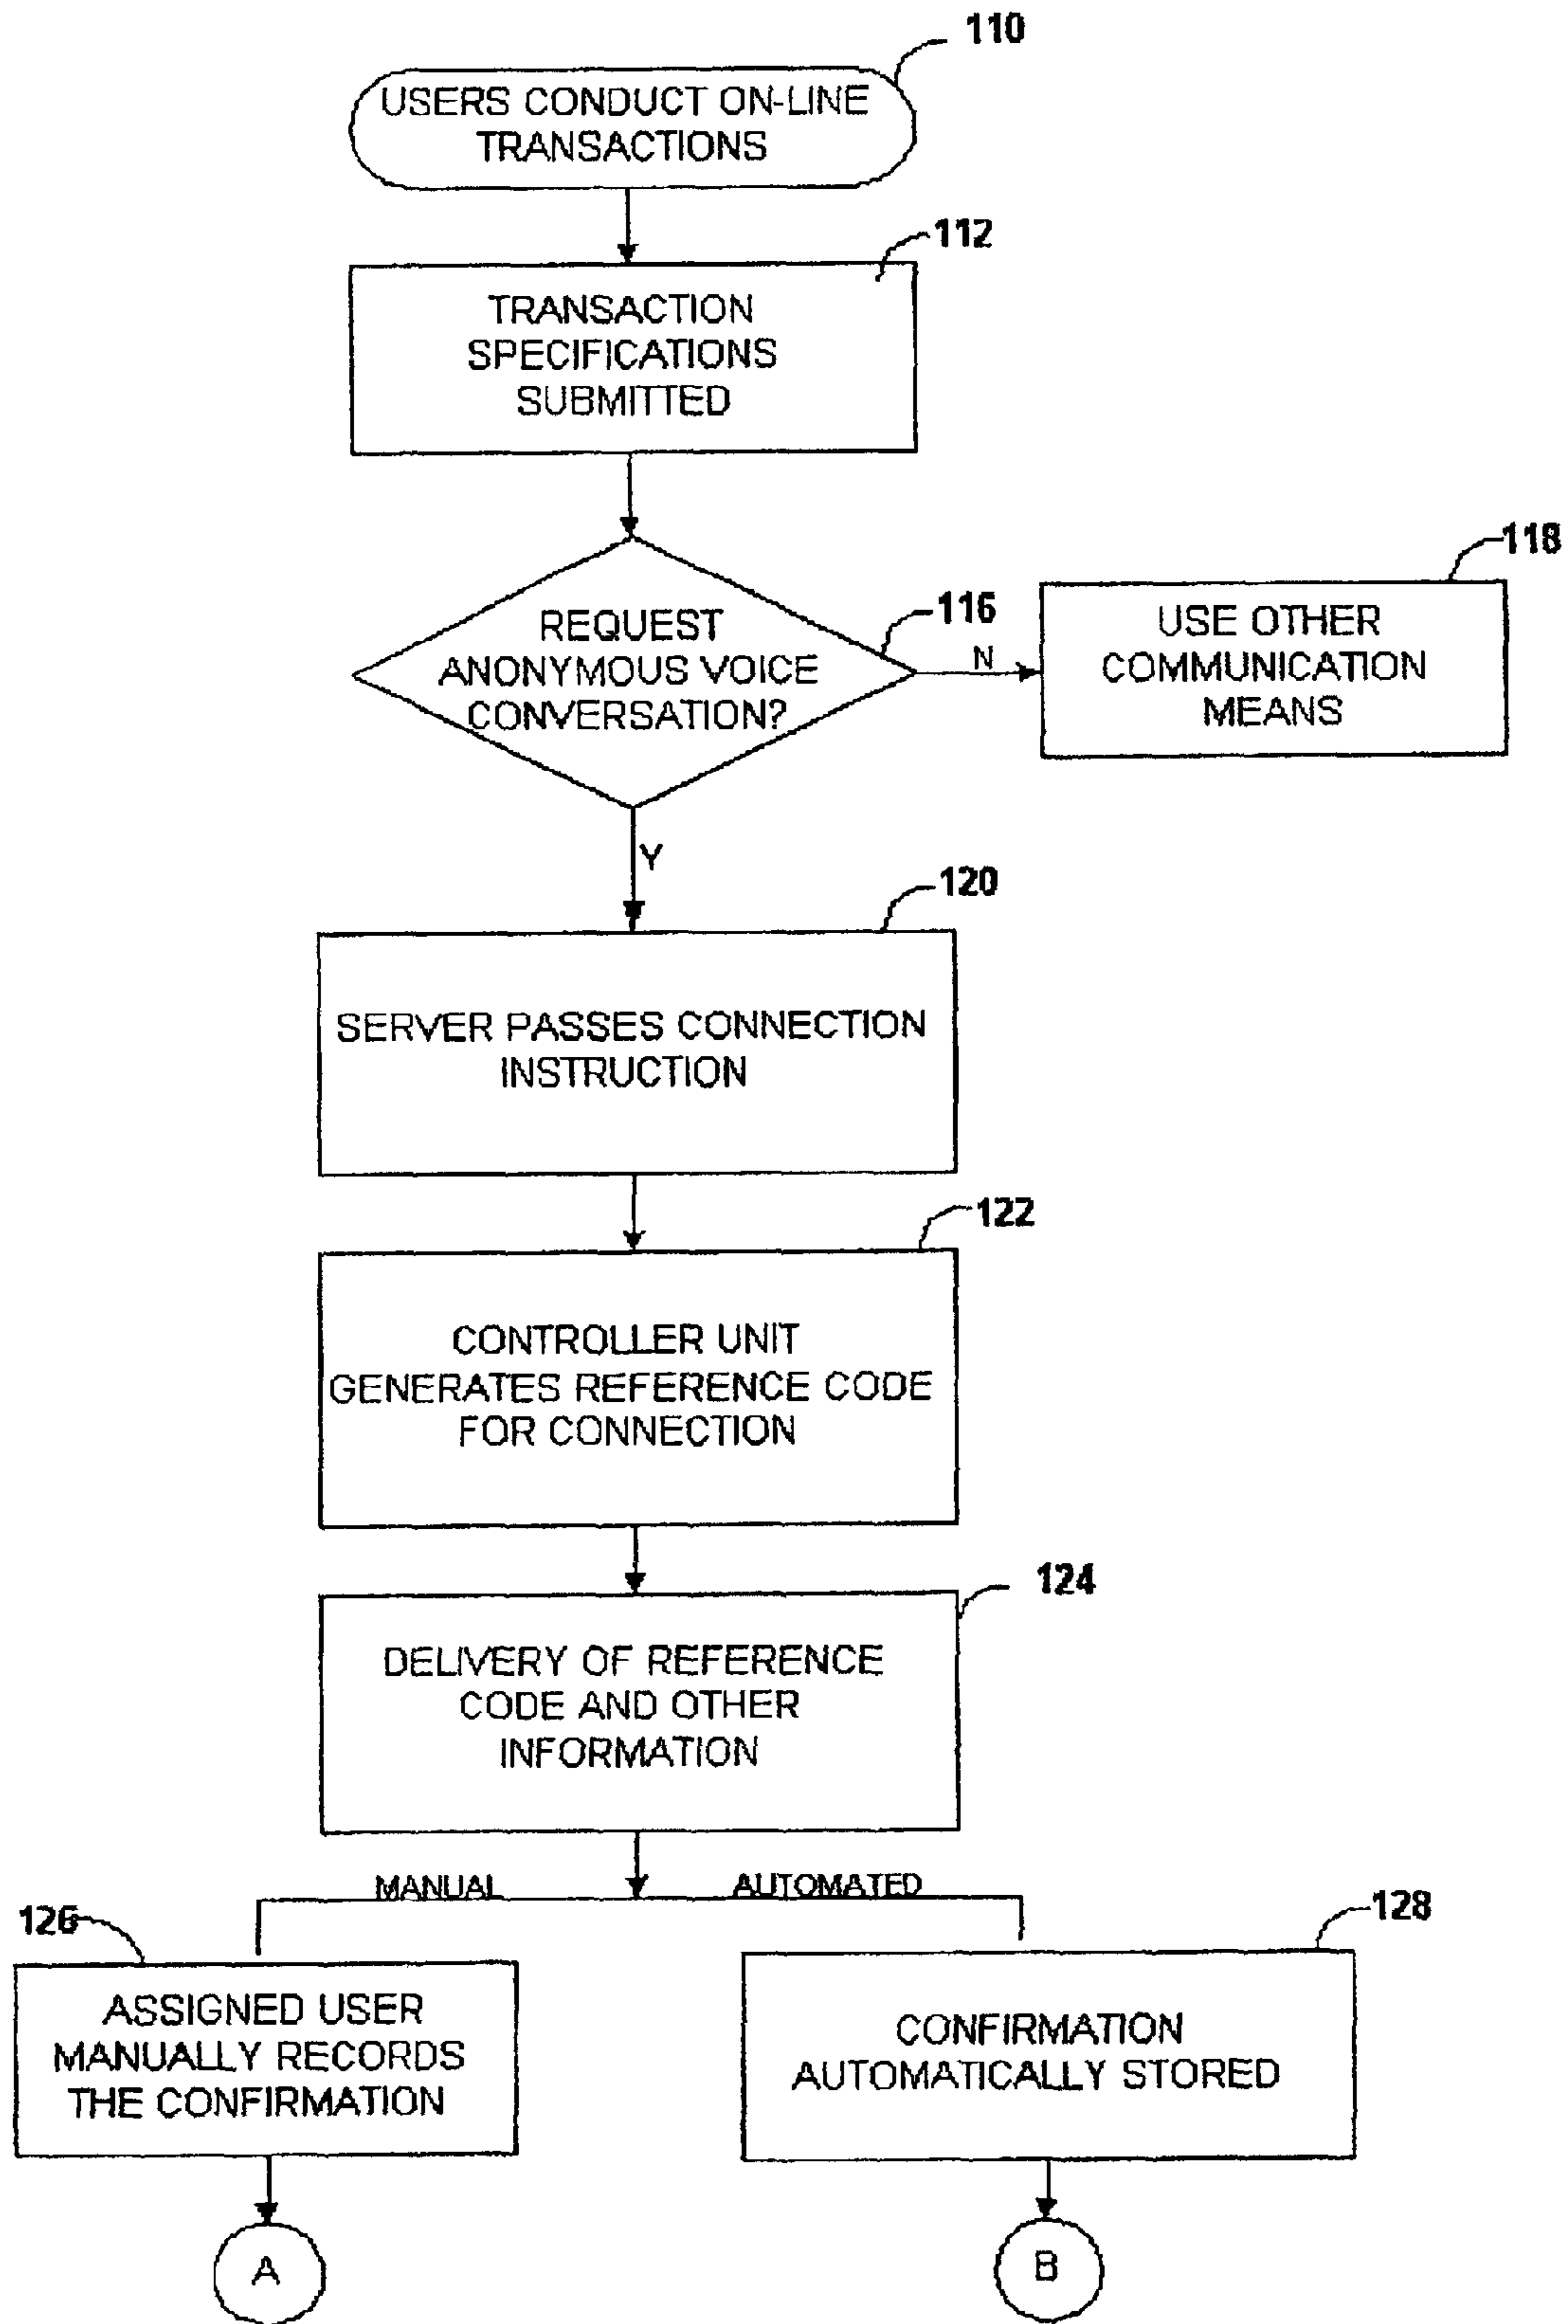 110
USERS CONDUCT ON-LINE
TRANSACTIONS
112
TRANSACTION
SPECIFICATIONS
SUBMITTED
116
REQUEST
ANONYMOUS VOICE
CONVERSATION?
N
118
USE OTHER
COMMUNICATION
MEANS
Y
120
SERVER PASSES CONNECTION
INSTRUCTION
122
CONTROLLER UNIT
GENERATES REFERENCE CODE
FOR CONNECTION
124
DELIVERY OF REFERENCE
CODE AND OTHER
INFORMATION
MANUAL
AUTOMATED
126
ASSIGNED USER
MANUALLY RECORDS
THE CONFIRMATION
128
CONFIRMATION
AUTOMATICALLY STORED
A
B